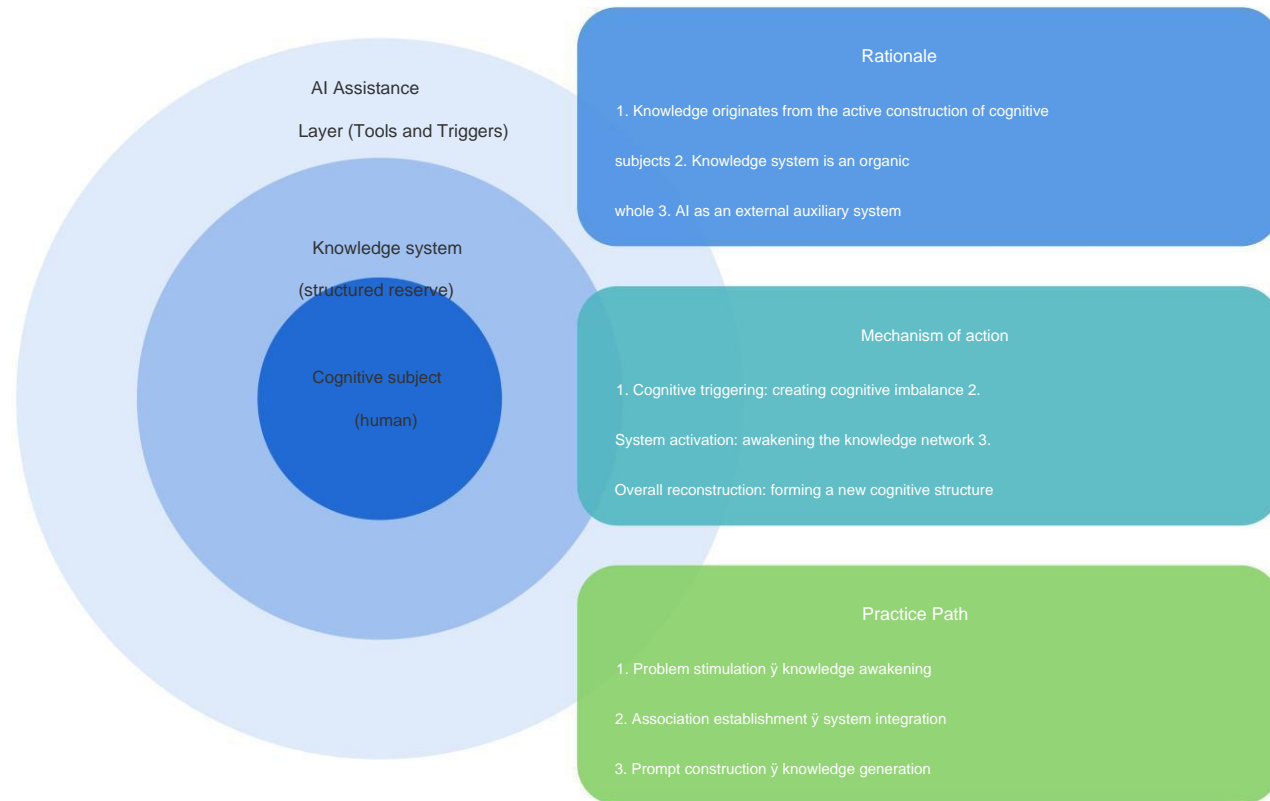 AI Assistance
Layer (Tools and Triggers)
Knowledge system
(structured reserve)
Cognitive subject
(human)
Rationale
1. Knowledge originates from the active construction of cognitive
subjects 2. Knowledge system is an organic
whole 3. AI as an external auxiliary system
Mechanism of action
1. Cognitive triggering: creating cognitive imbalance 2.
System activation: awakening the knowledge network 3.
Overall reconstruction: forming a new cognitive structure
Practice Path
1. Problem stimulation ÿ knowledge awakening
2. Association establishment ÿ system integration
3. Prompt construction ÿ knowledge generation